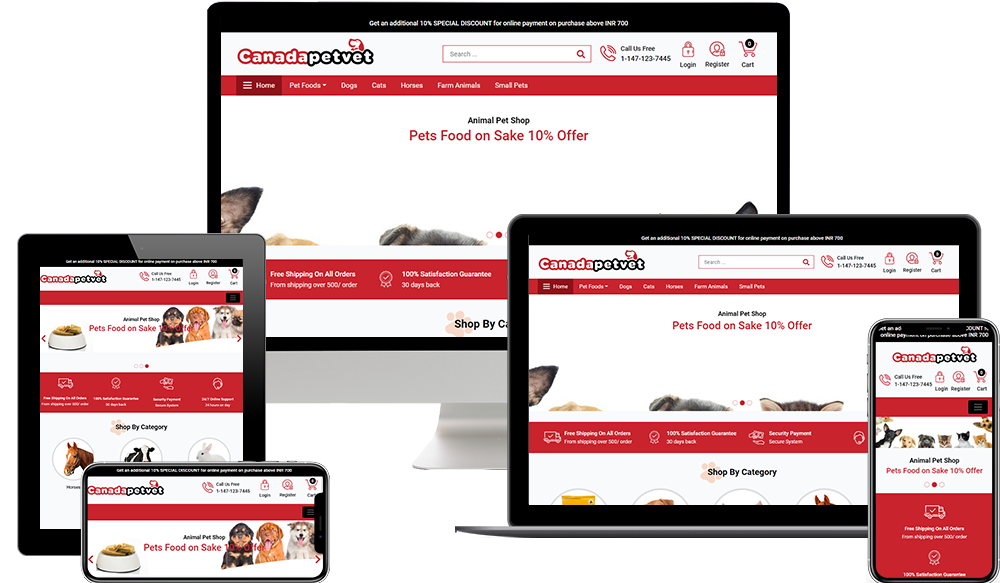 Get an additional 10% SPECIAL DISCOUNT for online payment on purchase above INR 700
Canadapetvet
Search ...
Call Us Free
1-147-123-7445
Login
Register
0
Cart
Home
Pet Foods
Dogs
Cats
Horses
Farm Animals
Small Pets
Animal Pet Shop
Pets Food on Sake 10% Offer
Free Shipping On All Orders
From shipping over 500/ order
100% Satisfaction Guarantee
30 days back
Shop By Ca
Get an additional 10% SPECIAL DISCOUNT for online payment on purchase above INR 700
Canadapetvet
Call Us Free
1-147-123-7445
Login
Register
0
Cart
Animal Pet Shop
Pets Food on Sake 10% Offer
Free Shipping On All Orders
From shipping over 500/ order
100% Satisfaction Guarantee
30 days back
Security Payment
Secure System
24/7 Online Support
24 hours on day
Shop By Category
Horses
Get an additional 10% SPECIAL DISCOUNT for online payment on purchase above INR 700
Canadapetvet
Call Us Free
1-147-123-7445
Login
Register
0
Cart
Animal Pet Shop
Pets Food on Sake 10% Offer
Get an additional 10% SPECIAL DISCOUNT for online payment on purchase above INR 700
Canadapetvet
Search ...
Call Us Free
1-147-123-7445
Login
Register
0
Cart
Home
Pet Foods
Dogs
Cats
Horses
Farm Animals
Small Pets
Animal Pet Shop
Pets Food on Sake 10% Offer
Free Shipping On All Orders
From shipping over 500/ order
100% Satisfaction Guarantee
30 days back
Security Payment
Secure System
Shop By Category
Get an ad
OUNT for
online payment on purchase above INR 700
Canadapetvet
Call Us Free
1-147-123-7445
Login
Register
0
Cart
Animal Pet Shop
Pets Food on Sake 10% Offer
Free Shipping On All Orders
From shipping over 500/ order
100% Satisfaction Guarantee